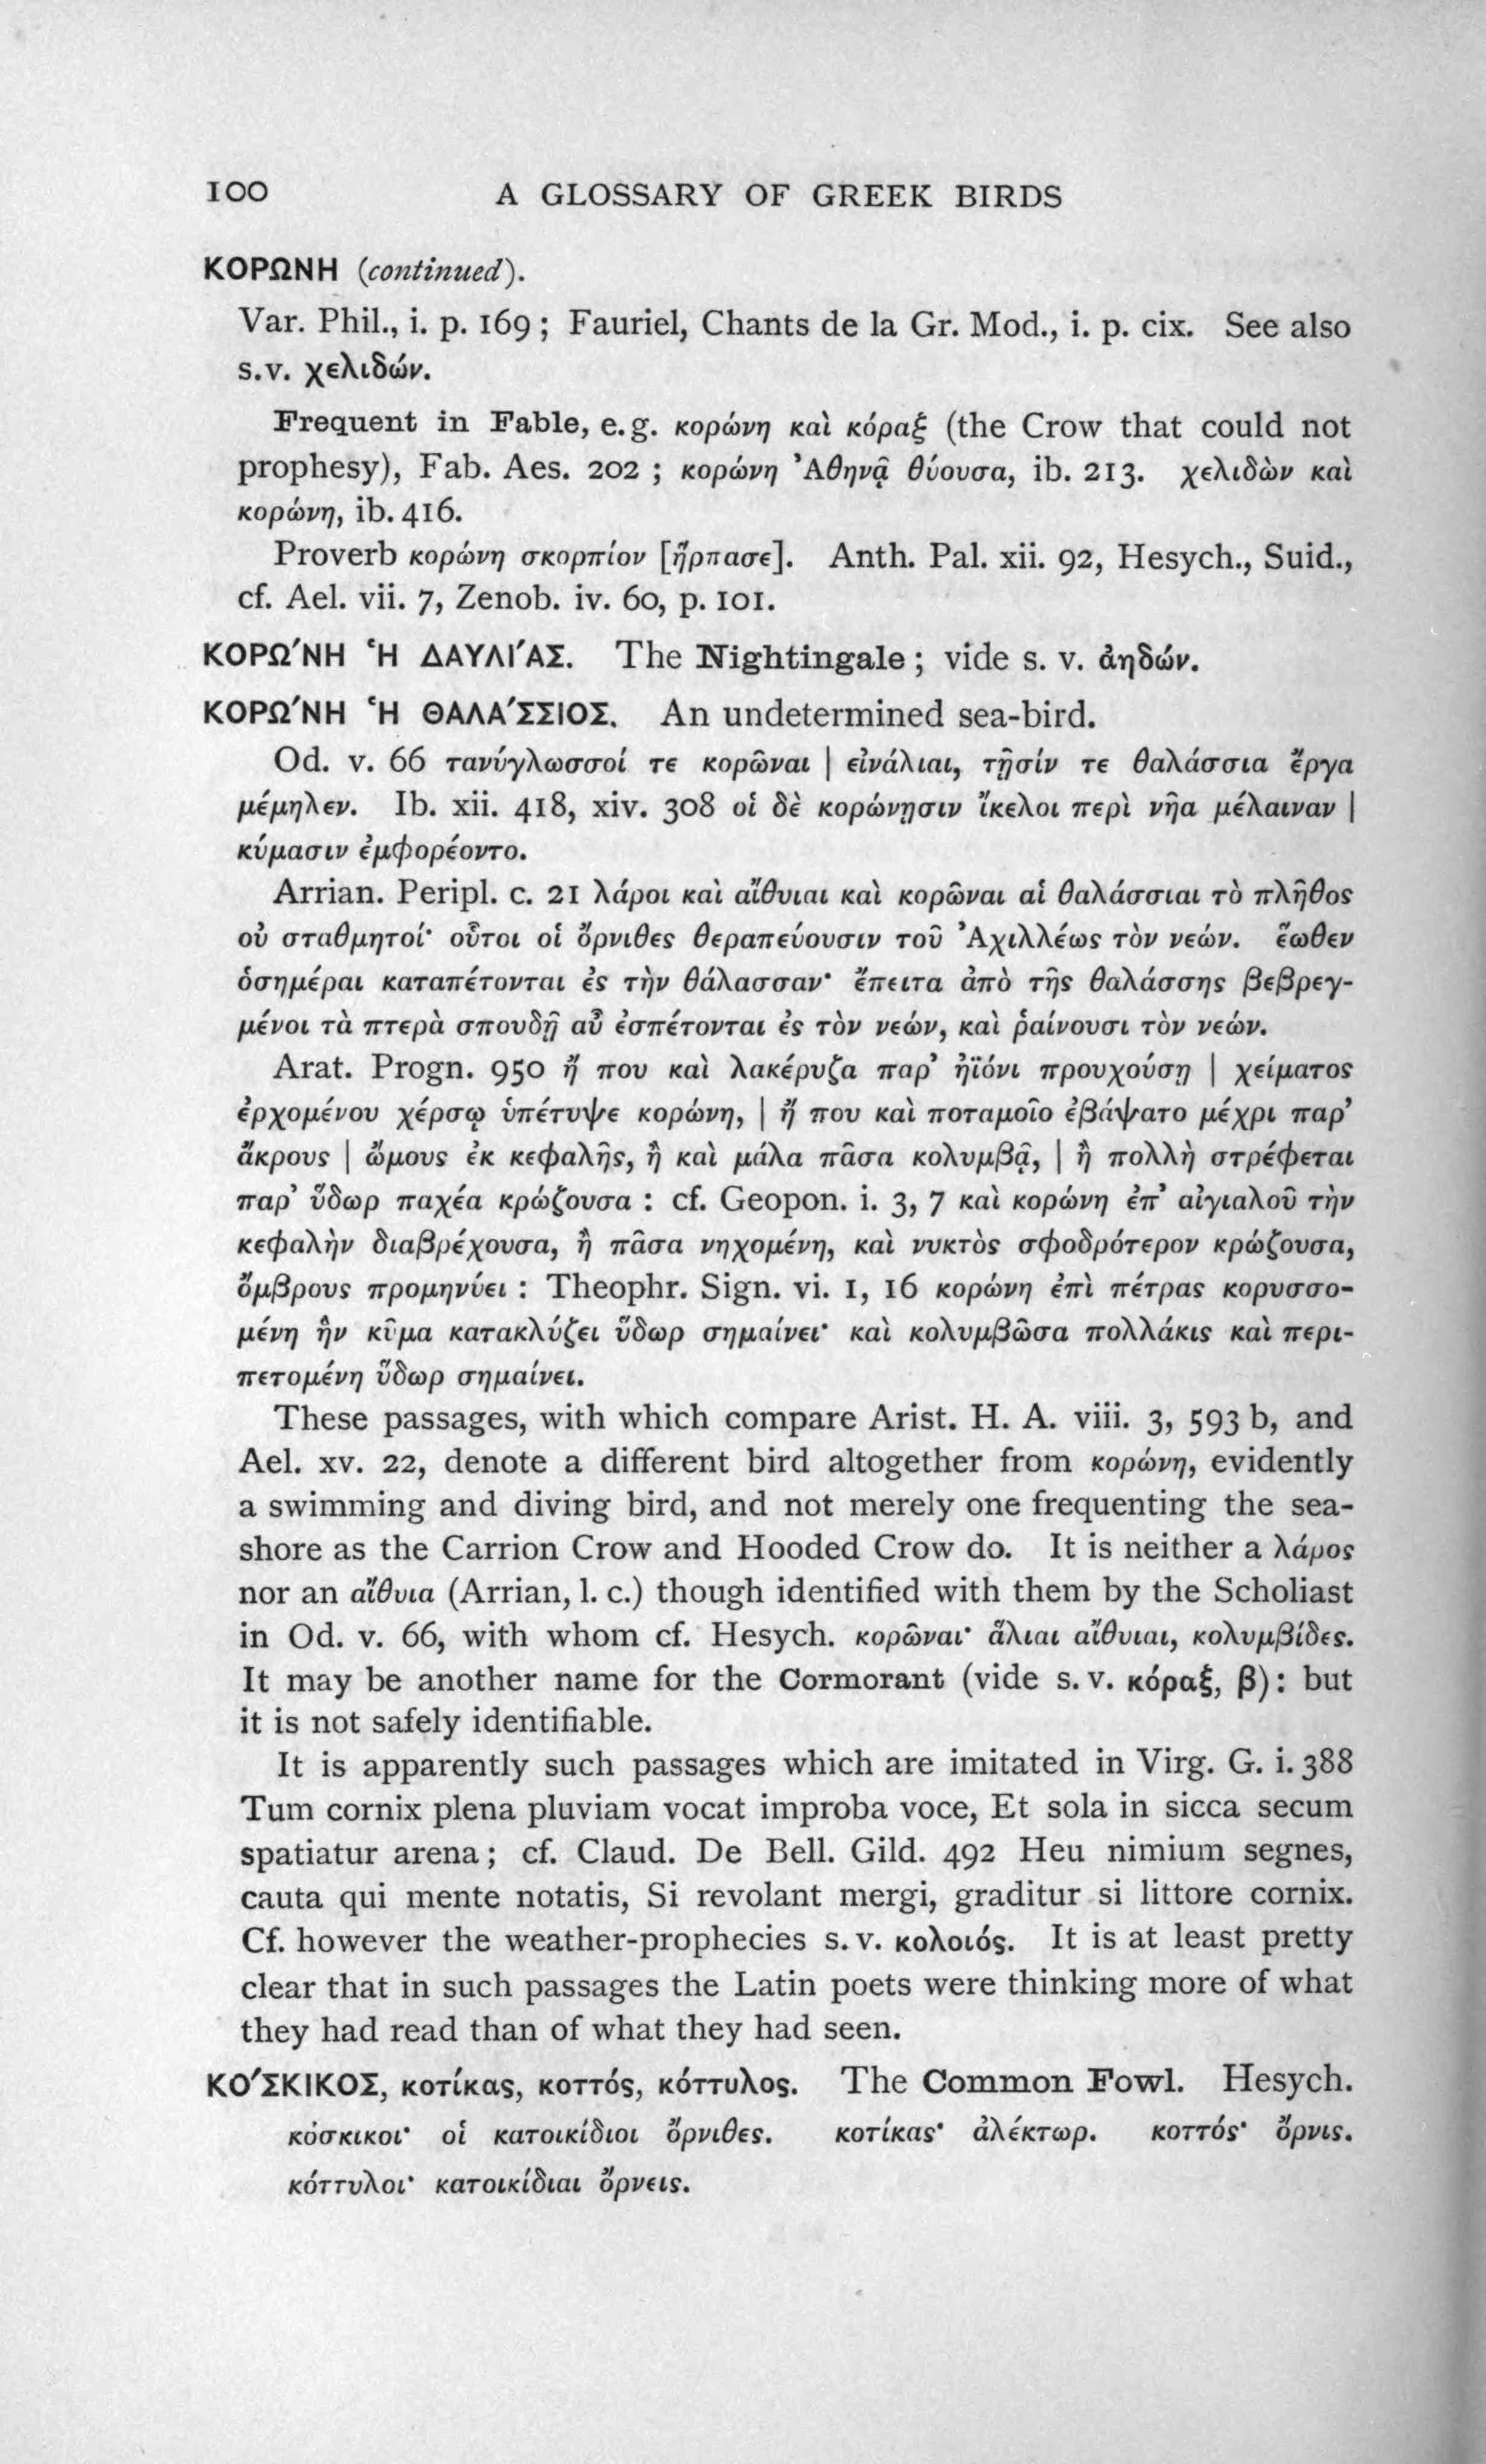 100 A GLOSSARY OF GREEK BIRDS
ΚΟΡΩΝΗ (continued).
Var. Phil., i. p. 169 ; Fauriel, Chants de la Gr. Mod., i. p. cix. See also
s.v. χελιδών.
Frequent in Fable, e.g. κορώνη καὶ κόραξ (the Crow that could not
prophesy), Fab. Aes. 202 ; κορώνη Ἀθηνᾷ θύουσα, ib. 213. χελιδὼν καὶ
κορώνη, ib. 416.
Proverb κορώνη σκορπίον [ἥρπασε]. Anth. Pal. xii. 92, Hesych., Suid.,
cf. Ael. vii. 7, Zenob. iv. 60, p. 101.
ΚΟΡΩ´ΝΗ Ἡ ΔΑΥΛΙ´ΑΣ. The Nightingale ; vide s. v. ἀηδών.
ΚΟΡΩ´ΝΗ Ἡ ΘΑΛΑ´ΣΣΙΟΣ. An undetermined sea-bird.
Od. v. 66 τανύγλωσσοί τε κορῶναι | εἰνάλιαι, τῇσίν τε θαλάσσια ἔργα
μέμηλεν. Ib. xii. 418, xiv. 308 οἱ δὲ κορώνῃσιν ἴκελοι περὶ νῆα μέλαιναν |
κύμασιν ἐμφορέοντο.
Arrian. Peripl. c. 21 λάροι καὶ αἴθυιαι καὶ κορῶναι αἱ θαλάσσιαι τὸ πλῆθος
οὐ σταθμητοί· οὗτοι οἱ ὄρνιθες θεραπεύουσιν τοῦ Ἀχιλλέως τὸν νεών. ἕωθεν
ὁσημέραι καταπέτονται ἐς τὴν θάλασσαν· ἔπειτα ἀπὸ τῆς θαλάσσης βεβρεγ-
μένοι τὰ πτερὰ σπουδῇ αὖ ἐσπέτονται ἐς τὸν νεών, καὶ ῥαίνουσι τὸν νεών.
Arat. Progn. 950 ἤ που καὶ λακέρυζα παρ’ ἠϊόνι προυχούσῃ | χείματος
ἐρχομένου χέρσῳ ὑπέτυψε κορώνη, | ἤ που καὶ ποταμοῖο ἐβάψατο μέχρι παρ’
ἄκρους | ὤμους ἐκ κεφαλῆς, ἢ καὶ μάλα πᾶσα κολυμβᾷ, | ἢ πολλὴ στρέφεται
παρ’ ὕδωρ παχέα κρώζουσα : cf. Geopon. i. 3, 7 καὶ κορώνη ἐπ’ αἰγιαλοῦ τὴν
κεφαλὴν διαβρέχουσα, ἢ πᾶσα νηχομένη, καὶ νυκτὸς σφοδρότερον κρώζουσα,
ὄμβρους προμηνύει : Theophr. Sign. vi. 1, 16 κορώνη ἐπὶ πέτρας κορυσσο-
μένη ἣν κῦμα κατακλύζει ὕδωρ σημαίνει· καὶ κολυμβῶσα πολλάκις καὶ περι-
πετομένη ὕδωρ σημαίνει.
These passages, with which compare Arist. H. A. viii. 3, 593 b, and
Ael. xv. 22, denote a different bird altogether from κορώνη, evidently
a swimming and diving bird, and not merely one frequenting the sea-
shore as the Carrion Crow and Hooded Crow do. It is neither a λάρος
nor an αἴθυια (Arrian, l. c.) though identified with them by the Scholiast
in Od. v. 66, with whom cf. Hesych. κορῶναι· ἅλιαι αἴθυιαι, κολυμβίδες.
It may be another name for the Cormorant (vide s. v. κόραξ, β): but
it is not safely identifiable.
It is apparently such passages which are imitated in Virg. G. i. 388
Tum cornix plena pluviam vocat improba voce, Et sola in sicca secum
spatiatur arena ; cf. Claud. De Bell. Gild. 492 Heu nimium segnes,
cauta qui mente notatis, Si revolant mergi, graditur si littore cornix.
Cf. however the weather-prophecies s. v. κολοιός. It is at least pretty
clear that in such passages the Latin poets were thinking more of what
they had read than of what they had seen.
ΚΟ´ΣΚΙΚΟΣ, κοτίκας, κοττός, κόττυλος. The Common Fowl. Hesych.
κόσκικοι· οἱ κατοικίδιοι ὄρνιθες. κοτίκας· ἀλέκτωρ. κοττός· ὄρνις.
κόττυλοι· κατοικίδιαι ὄρνεις.